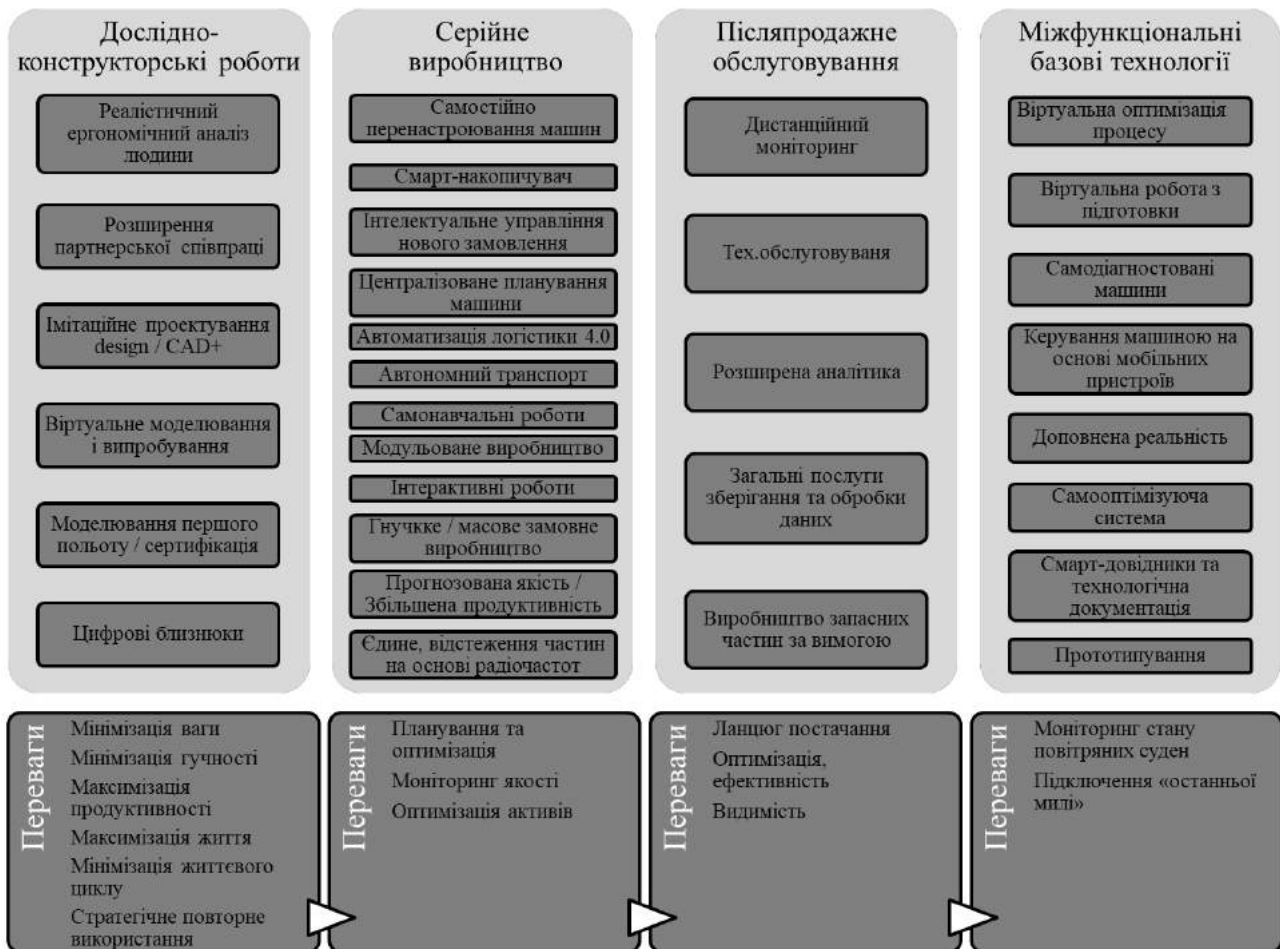 Дослідно-
конструкторські роботи
Реалістичний
ергономічний аналіз
людини
Розширення
партнерської співпраці
Імітаційне проектування
design / CAD+
Віртуальне моделювання
і випробування
Моделювання першого
польоту / сертифікація
Цифрові близнюки
Серійне
виробництво
Самостійно
перенастроювання машин
Смарт-накопичувач
Інтелектуальне управління
нового замовлення
Централізоване планування
машини
Автоматизація логістики 4.0
Автономний транспорт
Самонавчальні роботи
Модульоване виробництво
Інтерактивні роботи
Гнучкке / масове замовне
виробництво
Прогнозована якість /
Збільшена продуктивність
Єдине, відстеження частин
на основі радіочастот
Післяпродажне
обслуговування
Дистанційний
моніторинг
Тех.обслуговуваня
Розширена аналітика
Загальні послуги
зберігання та обробки
даних
Виробництво запасних
частин за вимогою
Міжфункціональні
базові технології
Віртуальна оптимізація
процесу
Віртуальна робота з
підготовки
Самодіагностовані
машини
Керування машиною на
основі мобільних
пристроїв
Доповнена реальність
Самооптимізуюча
система
Смарт-довідники та
технологічна
документація
Прототипування
Переваги
Мінімізація ваги
Мінімізація гучності
Максимізація
продуктивності
Максимізація життя
Мінімізація життєвого
циклу
Стратегічне повторне
використання
Переваги
Планування та
оптимізація
Моніторинг якості
Оптимізація активів
Переваги
Ланцюг постачання
Оптимізація,
ефективність
Видимість
Переваги
Моніторинг стану
повітряних суден
Підключення «останньої
милі»